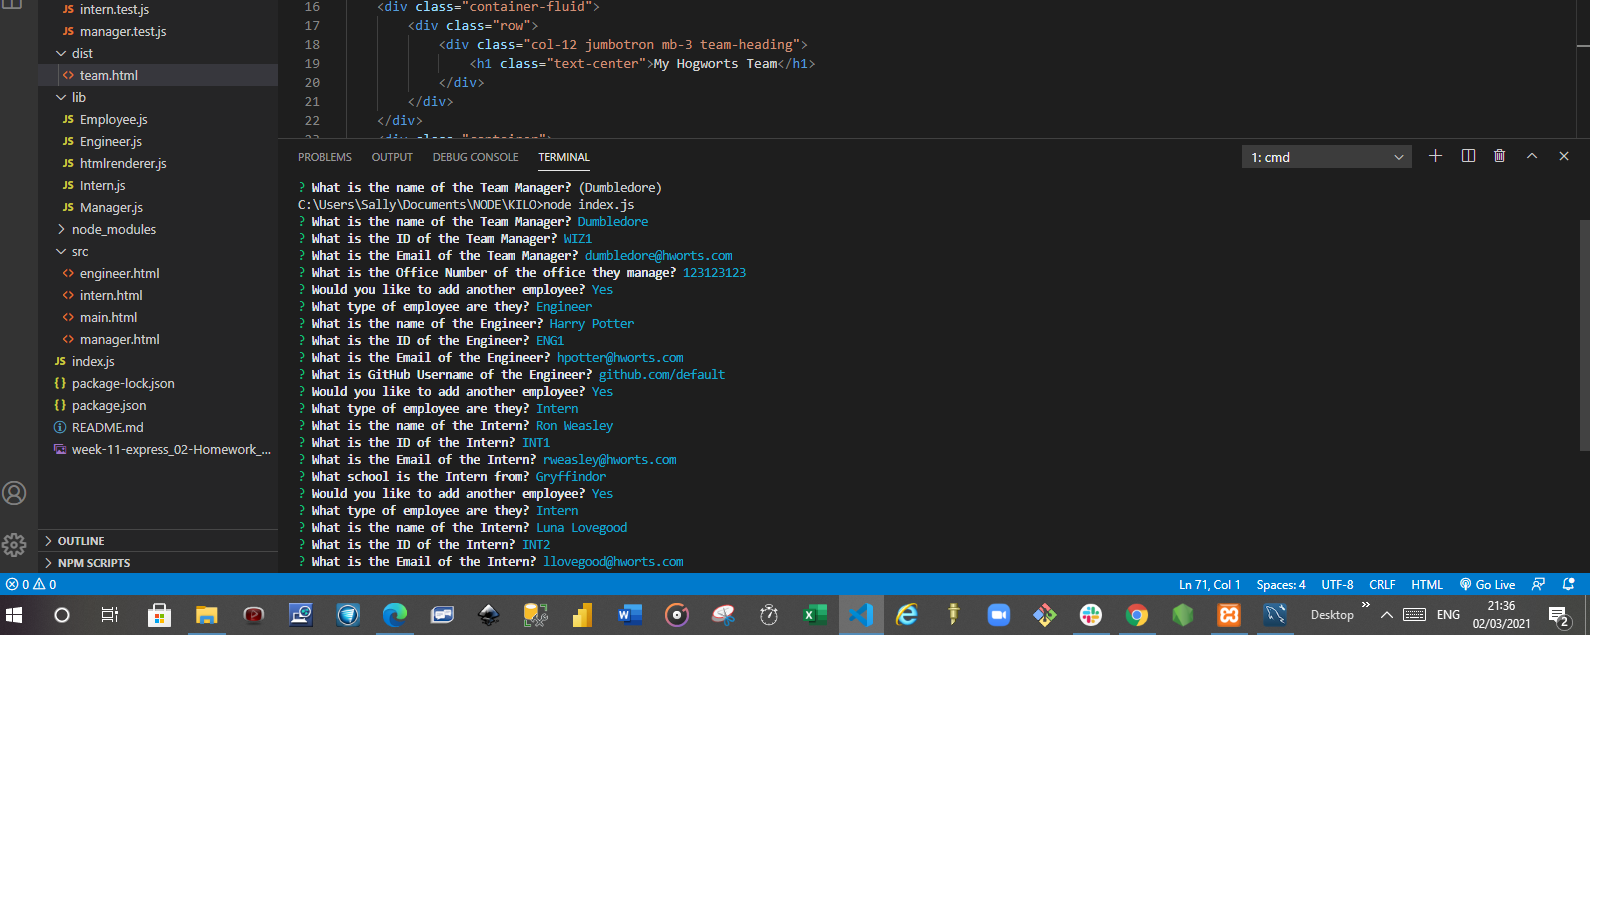 intern.test.js
manager.test.js
dist
team.html
lib
Employee.js
Engineer.js
htmlrenderer.js
Intern.js
Manager.js
node_modules
src
engineer.html
intern.html
main.html
manager.html
index.js
package-lock.json
package.json
README.md
week-11-express_02-Homework_...
OUTLINE
NPM SCRIPTS
16 <div class="container-fluid">
17 <div class="row">
18 <div class="col-12 jumbotron mb-3 team-heading">
19 <h1 class="text-center">My Hogworts Team</h1>
20 </div>
21 </div>
22 </div>
23 <div class="container">
PROBLEMS OUTPUT DEBUG CONSOLE TERMINAL 1: cmd
? What is the name of the Team Manager? (Dumbledore)
C:\Users\Sally\Documents\NODE\KILO>node index.js
? What is the name of the Team Manager? Dumbledore
? What is the ID of the Team Manager? WIZ1
? What is the Email of the Team Manager? dumbledore@hworts.com
? What is the Office Number of the office they manage? 123123123
? Would you like to add another employee? Yes
? What type of employee are they? Engineer
? What is the name of the Engineer? Harry Potter
? What is the ID of the Engineer? ENG1
? What is the Email of the Engineer? hpotter@hworts.com
? What is GitHub Username of the Engineer? github.com/default
? Would you like to add another employee? Yes
? What type of employee are they? Intern
? What is the name of the Intern? Ron Weasley
? What is the ID of the Intern? INT1
? What is the Email of the Intern? rweasley@hworts.com
? What school is the Intern from? Gryffindor
? Would you like to add another employee? Yes
? What type of employee are they? Intern
? What is the name of the Intern? Luna Lovegood
? What is the ID of the Intern? INT2
? What is the Email of the Intern? llovegood@hworts.com
0 0 Ln 71, Col 1 Spaces: 4 UTF-8 CRLF HTML Go Live
Desktop ENG 21:36
02/03/2021 2